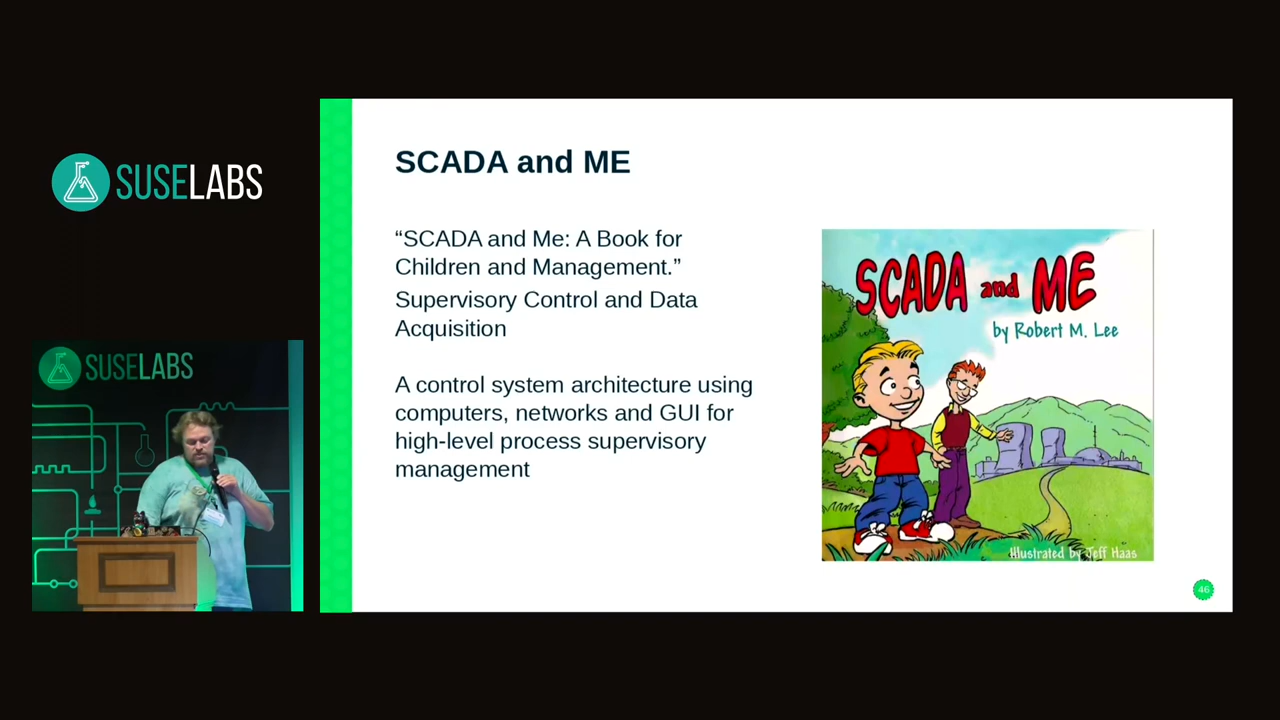 SUSELABS
SUSELABS
SCADA and ME
“SCADA and Me: A Book for
Children and Management.”
Supervisory Control and Data
Acquisition
A control system architecture using
computers, networks and GUI for
high-level process supervisory
management
SCADA and ME
by Robert M. Lee
Illustrated by Jeff Haas
46